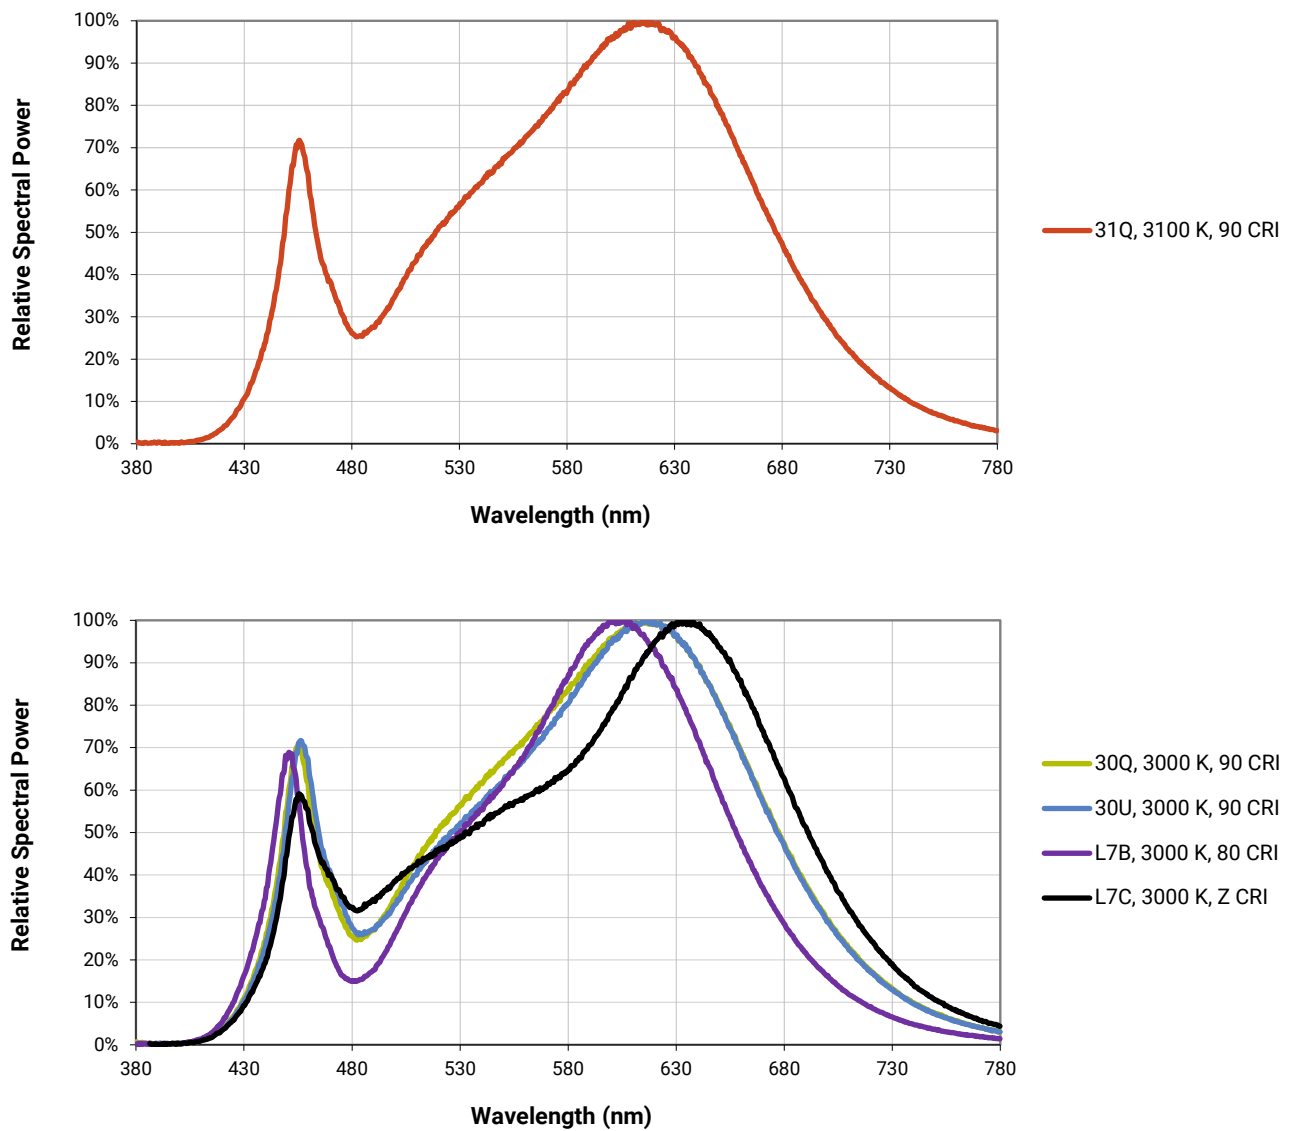 100%
90%
80%
70%
60%
50%
40%
30%
20%
10%
0%
Relative Spectral Power
380 430 480 530 580 630 680 730 780
Wavelength (nm)
31Q, 3100 K, 90 CRI
100%
90%
80%
70%
60%
50%
40%
30%
20%
10%
0%
Relative Spectral Power
380 430 480 530 580 630 680 730 780
Wavelength (nm)
30Q, 3000 K, 90 CRI
30U, 3000 K, 90 CRI
L7B, 3000 K, 80 CRI
L7C, 3000 K, Z CRI